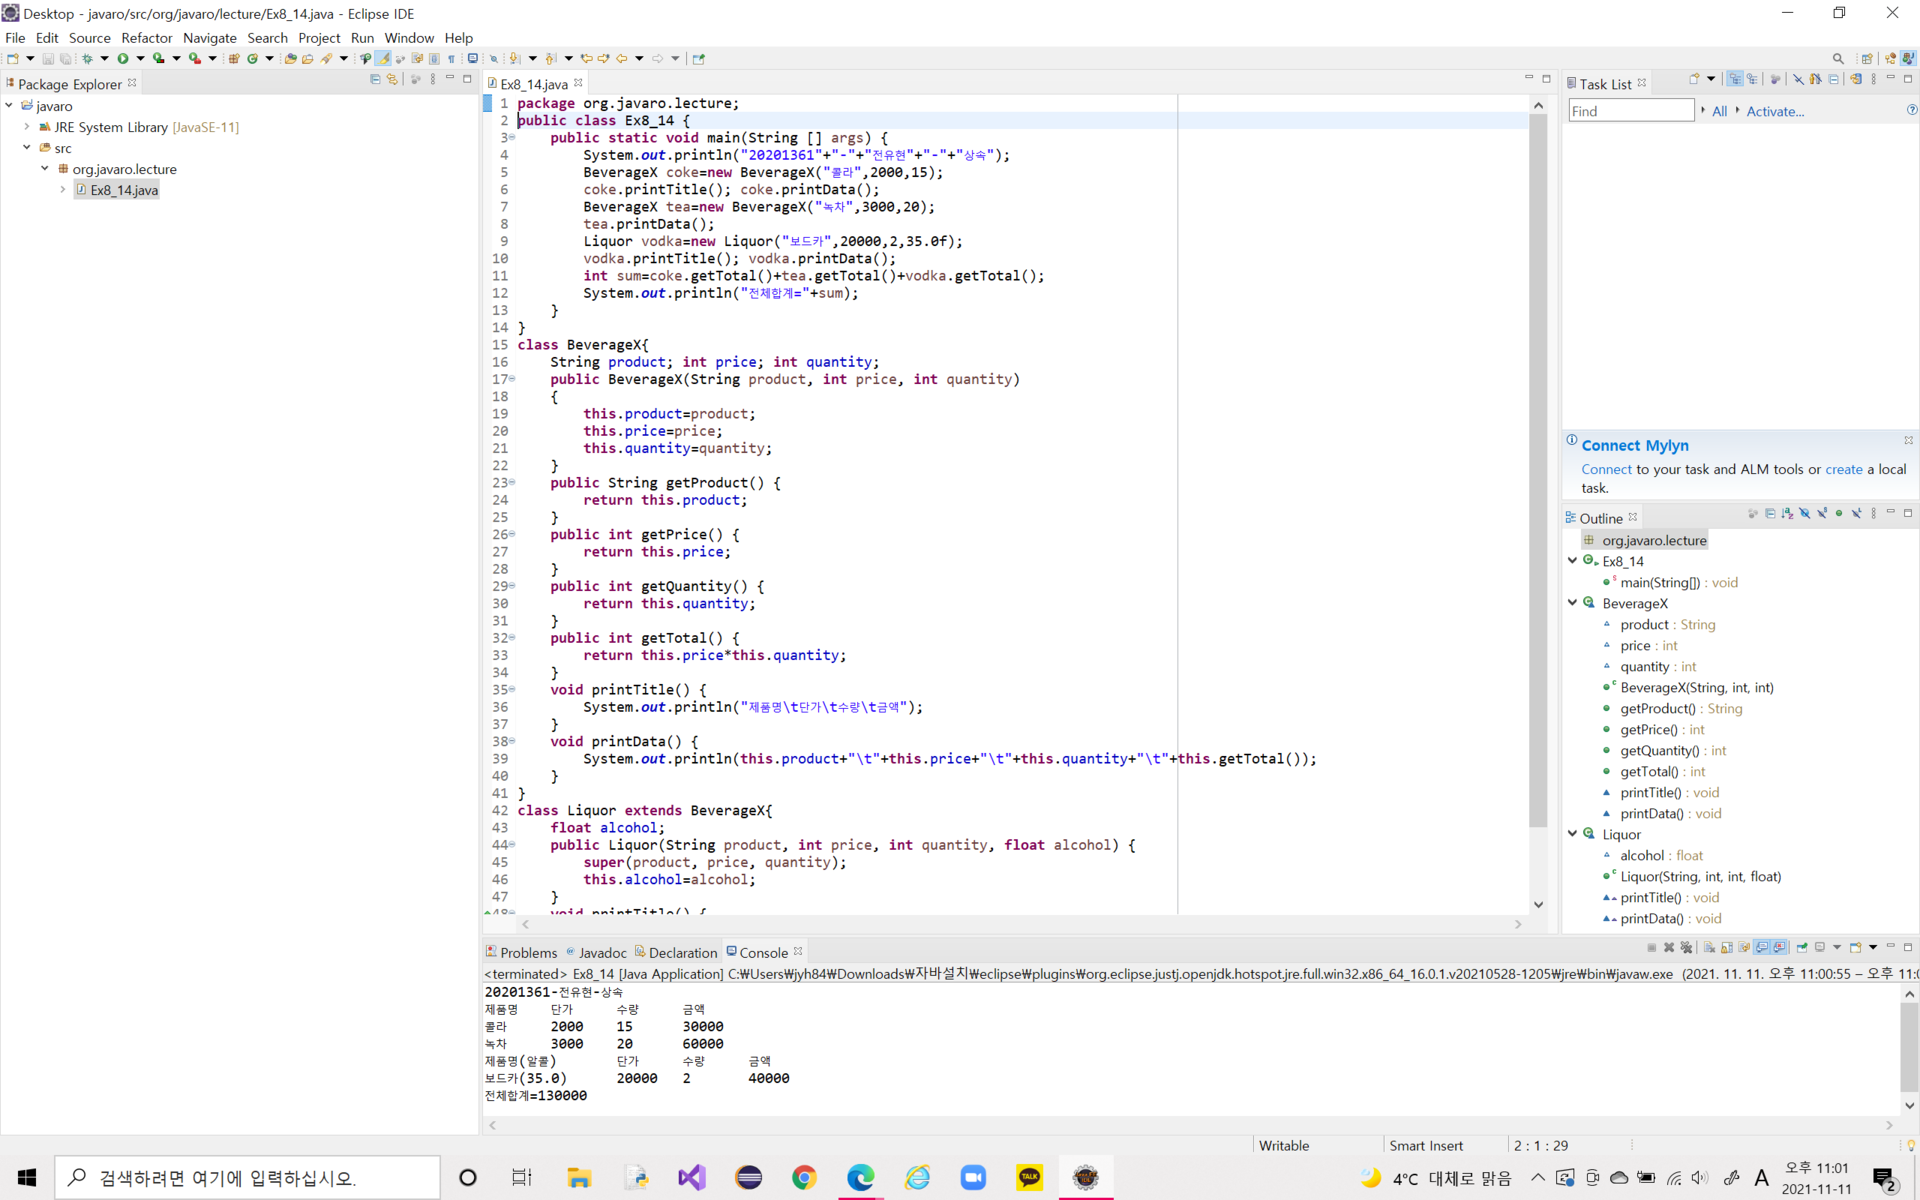 Desktop - javaro/src/org/javaro/lecture/Ex8_14.java - Eclipse IDE
File Edit Source Refactor Navigate Search Project Run Window Help
Package Explorer
javaro
JRE System Library [JavaSE-11]
src
org.javaro.lecture
Ex8_14.java
Ex8_14.java
1 package org.javaro.lecture;
2 public class Ex8_14 {
3 public static void main(String [] args) {
4 System.out.println("20201361"+"-"+"전유현"+"-"+"상속");
5 BeverageX coke=new BeverageX("콜라",2000,15);
6 coke.printTitle(); coke.printData();
7 BeverageX tea=new BeverageX("녹차",3000,20);
8 tea.printData();
9 Liquor vodka=new Liquor("보드카",20000,2,35.0f);
10 vodka.printTitle(); vodka.printData();
11 int sum=coke.getTotal()+tea.getTotal()+vodka.getTotal();
12 System.out.println("전체합계="+sum);
13 }
14 }
15 class BeverageX{
16 String product; int price; int quantity;
17 public BeverageX(String product, int price, int quantity)
18 {
19 this.product=product;
20 this.price=price;
21 this.quantity=quantity;
22 }
23 public String getProduct() {
24 return this.product;
25 }
26 public int getPrice() {
27 return this.price;
28 }
29 public int getQuantity() {
30 return this.quantity;
31 }
32 public int getTotal() {
33 return this.price*this.quantity;
34 }
35 void printTitle() {
36 System.out.println("제품명\t단가\t수량\t금액");
37 }
38 void printData() {
39 System.out.println(this.product+"\t"+this.price+"\t"+this.quantity+"\t"+this.getTotal());
40 }
41 }
42 class Liquor extends BeverageX{
43 float alcohol;
44 public Liquor(String product, int price, int quantity, float alcohol) {
45 super(product, price, quantity);
46 this.alcohol=alcohol;
47 }
48 void printTitle() {
Task List
Find All Activate...
Connect Mylyn
Connect to your task and ALM tools or create a local
task.
Outline
org.javaro.lecture
Ex8_14
main(String[]) : void
BeverageX
product : String
price : int
quantity : int
BeverageX(String, int, int)
getProduct() : String
getPrice() : int
getQuantity() : int
getTotal() : int
printTitle() : void
printData() : void
Liquor
alcohol : float
Liquor(String, int, int, float)
printTitle() : void
printData() : void
Problems Javadoc Declaration Console
<terminated> Ex8_14 [Java Application] C:₩Users₩jyh84₩Downloads₩자바설치₩eclipse₩plugins₩org.eclipse.justj.openjdk.hotspot.jre.full.win32.x86_64_16.0.1.v20210528-1205₩jre₩bin₩javaw.exe (2021. 11. 11. 오후 11:00:55 – 오후 11:0
20201361-전유현-상속
제품명 단가 수량 금액
콜라 2000 15 30000
녹차 3000 20 60000
제품명(알콜) 단가 수량 금액
보드카(35.0) 20000 2 40000
전체합계=130000
Writable Smart Insert 2 : 1 : 29
검색하려면 여기에 입력하십시오.
TALK
4°C 대체로 맑음
A
오후 11:01
2021-11-11
2